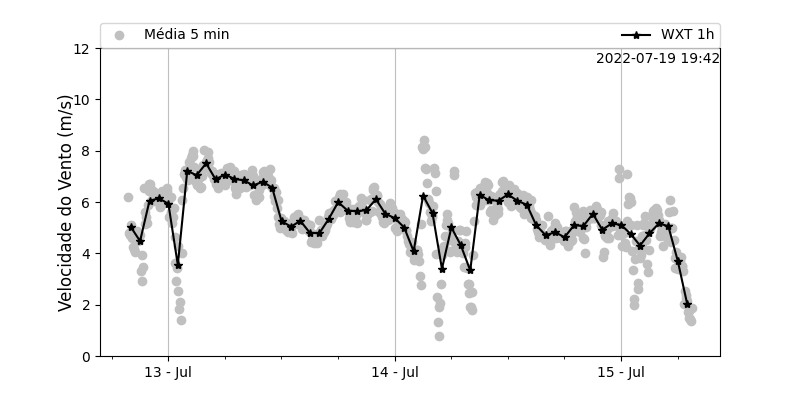 Média 5 min
WXT 1h
2022-07-19 19:42
Velocidade do Vento (m/s)
12
10
8
6
4
2
0
13 - Jul
14 - Jul
15 - Jul